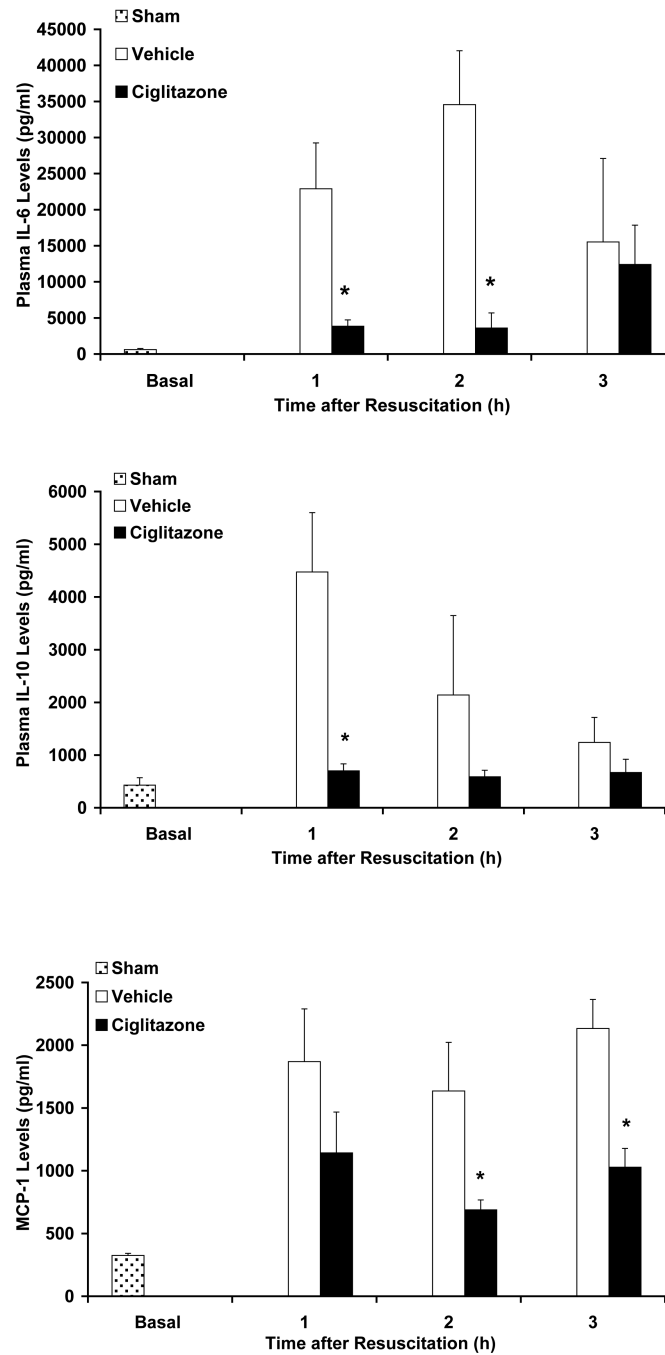 Sham
Vehicle
Ciglitazone
Plasma IL-6 Levels (pg/ml)
45000
40000
35000
30000
25000
20000
15000
10000
5000
0
*
*
Basal 1 2 3
Time after Resuscitation (h)
Sham
Vehicle
Ciglitazone
Plasma IL-10 Levels (pg/ml)
6000
5000
4000
3000
2000
1000
0
*
Basal 1 2 3
Time after Resuscitation (h)
Sham
Vehicle
Ciglitazone
MCP-1 Levels (pg/ml)
2500
2000
1500
1000
500
0
*
*
Basal 1 2 3
Time after Resuscitation (h)